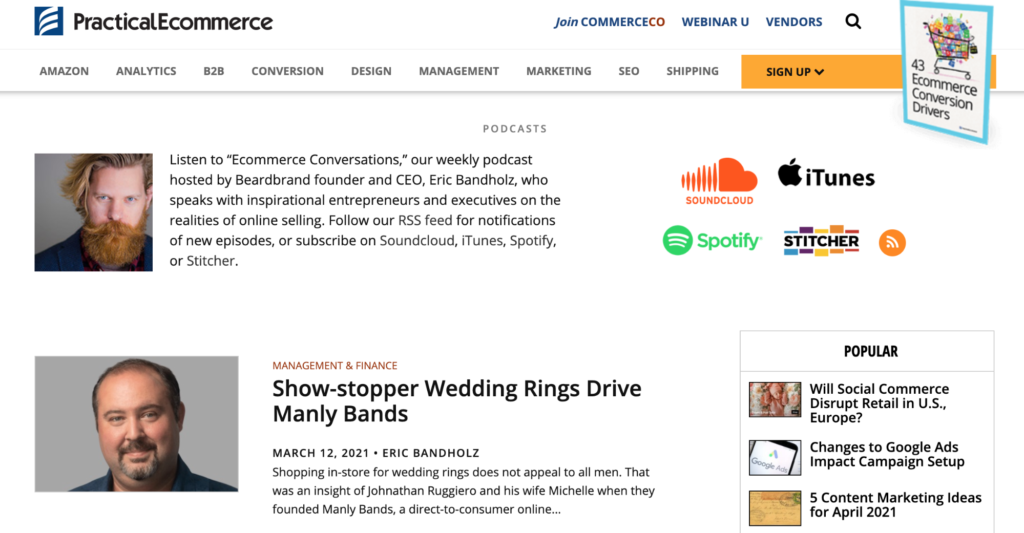 PracticalEcommerce
Join COMMERCECO WEBINAR U VENDORS
AMAZON ANALYTICS B2B CONVERSION DESIGN MANAGEMENT MARKETING SEO SHIPPING SIGN UP
43
Ecommerce
Conversion
Drivers
PODCASTS
Listen to “Ecommerce Conversations,” our weekly podcast
hosted by Beardbrand founder and CEO, Eric Bandholz, who
speaks with inspirational entrepreneurs and executives on the
realities of online selling. Follow our RSS feed for notifications
of new episodes, or subscribe on Soundcloud, iTunes, Spotify,
or Stitcher.
SOUNDCLOUD
iTunes
Spotify
STITCHER
MANAGEMENT & FINANCE
Show-stopper Wedding Rings Drive
Manly Bands
MARCH 12, 2021 • ERIC BANDHOLZ
Shopping in-store for wedding rings does not appeal to all men. That
was an insight of Johnathan Ruggiero and his wife Michelle when they
founded Manly Bands, a direct-to-consumer online...
POPULAR
Will Social Commerce
Disrupt Retail in U.S.,
Europe?
Google Ads
Changes to Google Ads
Impact Campaign Setup
5 Content Marketing Ideas
for April 2021